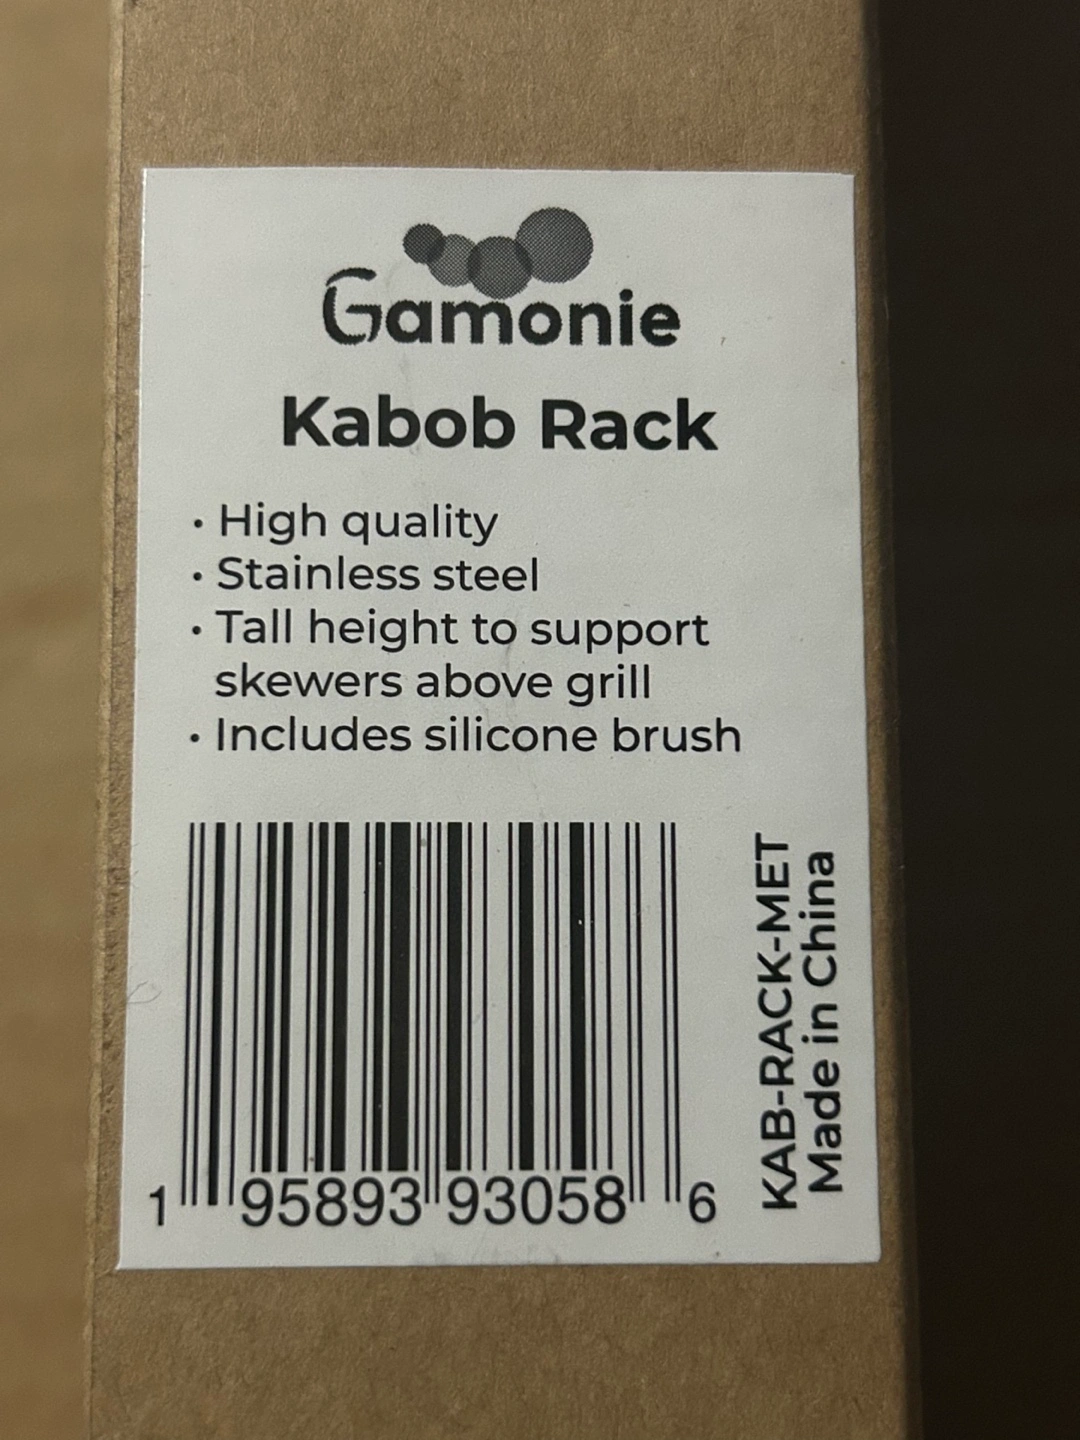 Gamonie
Kabob Rack
• High quality
• Stainless steel
• Tall height to support
skewers above grill
• Includes silicone brush
1 95893 93058 6
KAB-RACK-MET
Made in China